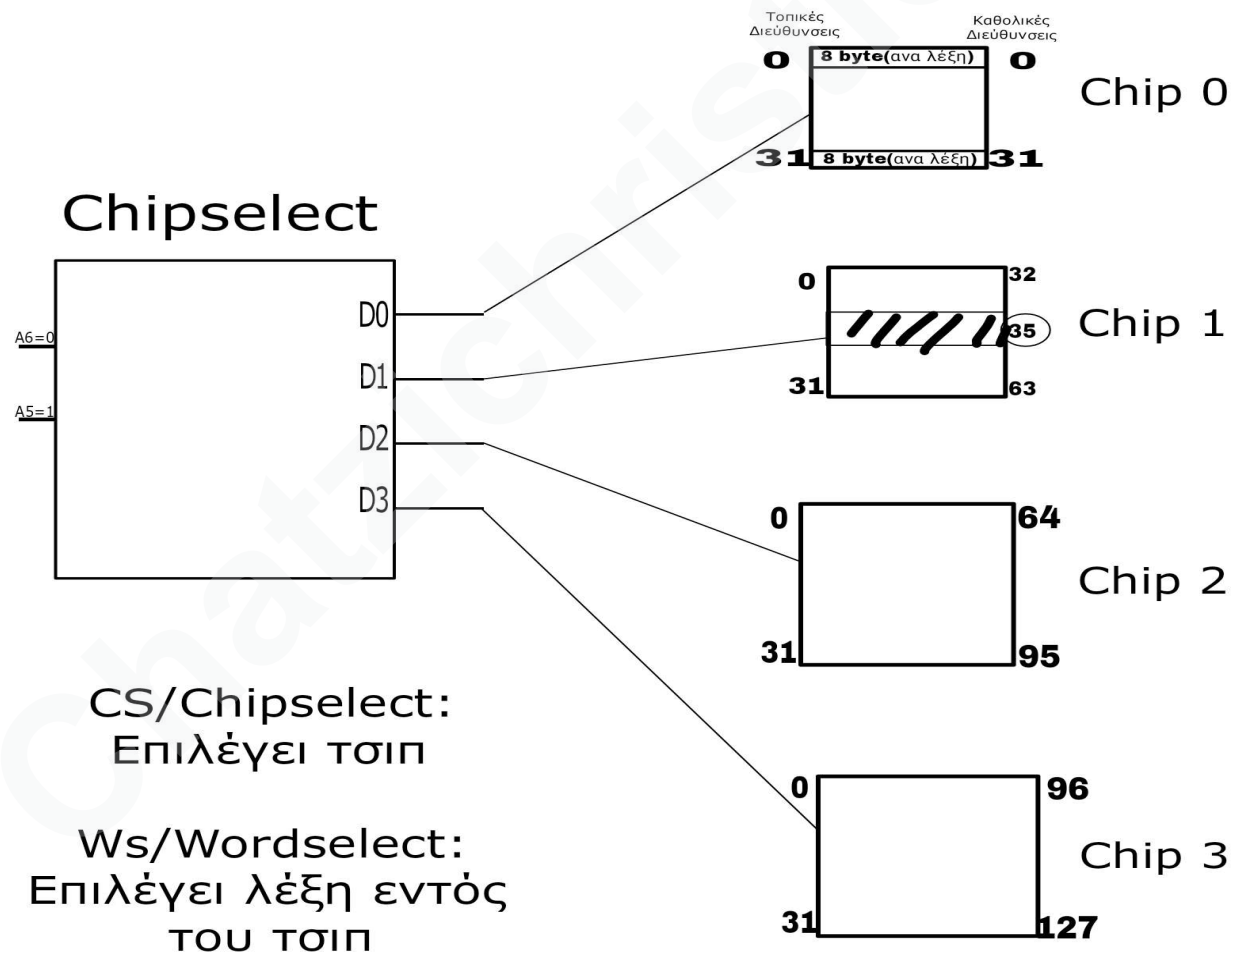 Τοπικές
Διεύθυνσεις
Καθολικές
Διεύθυνσεις
0
8 byte(ανα λέξη)
0
Chip 0
31
8 byte(ανα λέξη)
31
Chipselect
D0
D1
D2
D3
A6=0
A5=1
0
32
35
Chip 1
31
63
0
64
Chip 2
31
95
CS/Chipselect:
Επιλέγει τσιπ
Ws/Wordselect:
Επιλέγει λέξη εντός
του τσιπ
0
96
Chip 3
31
127